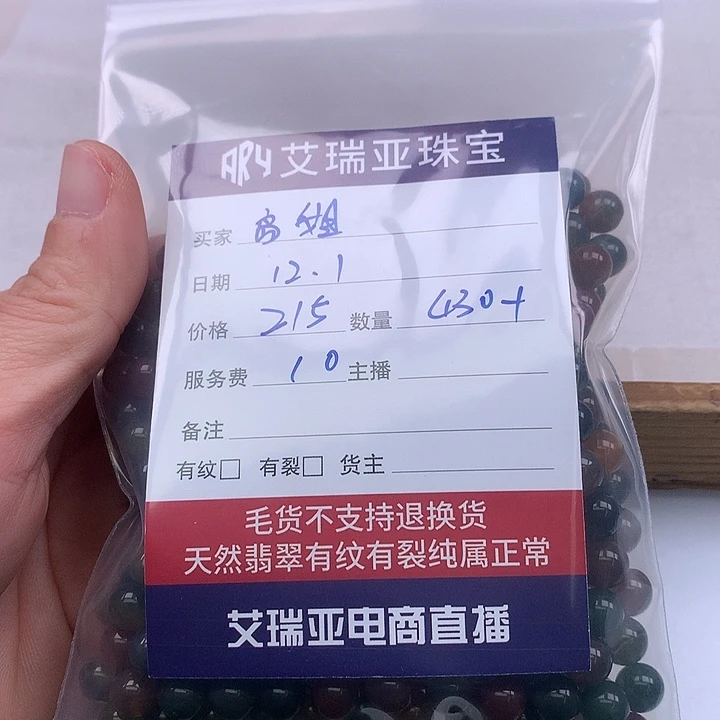 ARY 艾瑞亚珠宝
买家 姐
日期 12.1
价格 215 数量 430+
服务费 10 主播
备注
有纹□ 有裂□ 货主
毛货不支持退换货
天然翡翠有纹有裂纯属正常
艾瑞亚电商直播